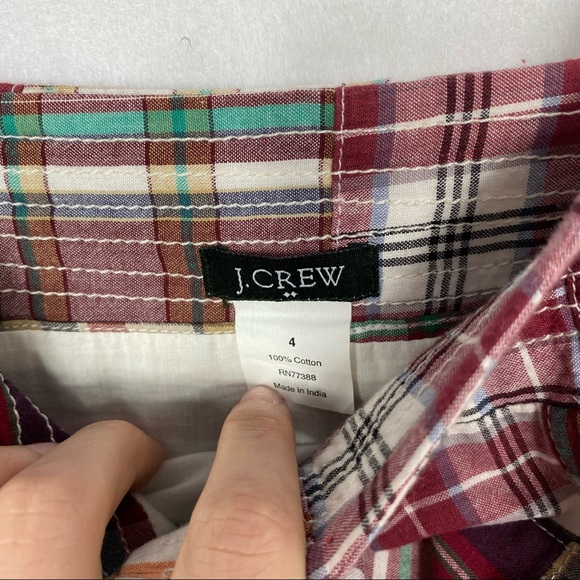 J.CREW
4
100% Cotton
RN77388
Made in India